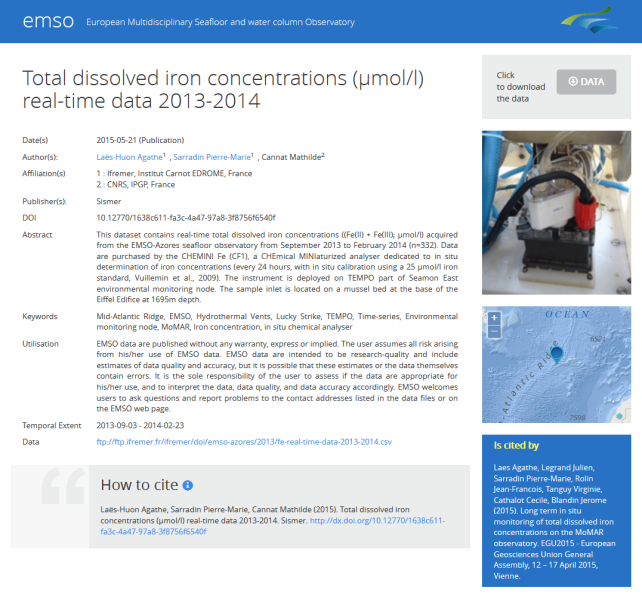 emso European Multidisciplinary Seafloor and water column Observatory
Total dissolved iron concentrations (μmol/l)
real-time data 2013-2014
Date(s) 2015-05-21 (Publication)
Author(s): Laës-Huon Agathe1 , Sarradin Pierre-Marie1 , Cannat Mathilde2
Affiliation(s) 1 : Ifremer, Institut Carnot EDROME, France
2 : CNRS, IPGP, France
Publisher(s): Sismer
DOI 10.12770/1638c611-fa3c-4a47-97a8-3f8756f6540f
Abstract This dataset contains real-time total dissolved iron concentrations ((Fe(II) + Fe(III); μmol/l) acquired
from the EMSO-Azores seafloor observatory from September 2013 to February 2014 (n=332). Data
are purchased by the CHEMINI Fe (CF1), a CHEmical MINIaturized analyser dedicated to in situ
determination of iron concentrations (every 24 hours, with in situ calibration using a 25 μmol/l iron
standard, Vuillemin et al., 2009). The instrument is deployed on TEMPO part of Seamon East
environmental monitoring node. The sample inlet is located on a mussel bed at the base of the
Eiffel Edifice at 1695m depth.
Keywords Mid-Atlantic Ridge, EMSO, Hydrothermal Vents, Lucky Strike, TEMPO, Time-series, Environmental
monitoring node, MoMAR, Iron concentration, in situ chemical analyser
Utilisation EMSO data are published without any warranty, express or implied. The user assumes all risk arising
from his/her use of EMSO data. EMSO data are intended to be research-quality and include
estimates of data quality and accuracy, but it is possible that these estimates or the data themselves
contain errors. It is the sole responsibility of the user to assess if the data are appropriate for
his/her use, and to interpret the data, data quality, and data accuracy accordingly. EMSO welcomes
users to ask questions and report problems to the contact addresses listed in the data files or on
the EMSO web page.
Temporal Extent 2013-09-03 - 2014-02-23
Data ftp://ftp.ifremer.fr/ifremer/doi/emso-azores/2013/fe-real-time-data-2013-2014.csv
How to cite
Laës-Huon Agathe, Sarradin Pierre-Marie, Cannat Mathilde (2015). Total dissolved iron
concentrations (μmol/l) real-time data 2013-2014. Sismer. http://dx.doi.org/10.12770/1638c611-
fa3c-4a47-97a8-3f8756f6540f
Click
to download
the data
DATA
+
−
OCEAN
6521
-Atlantic Ridge
7598
Is cited by
Laes Agathe, Legrand Julien,
Sarradin Pierre-Marie, Rolin
Jean-Francois, Tanguy Virginie,
Cathalot Cecile, Blandin Jerome
(2015). Long term in situ
monitoring of total dissolved iron
concentrations on the MoMAR
observatory. EGU2015 - European
Geosciences Union General
Assembly, 12 – 17 April 2015,
Vienne.